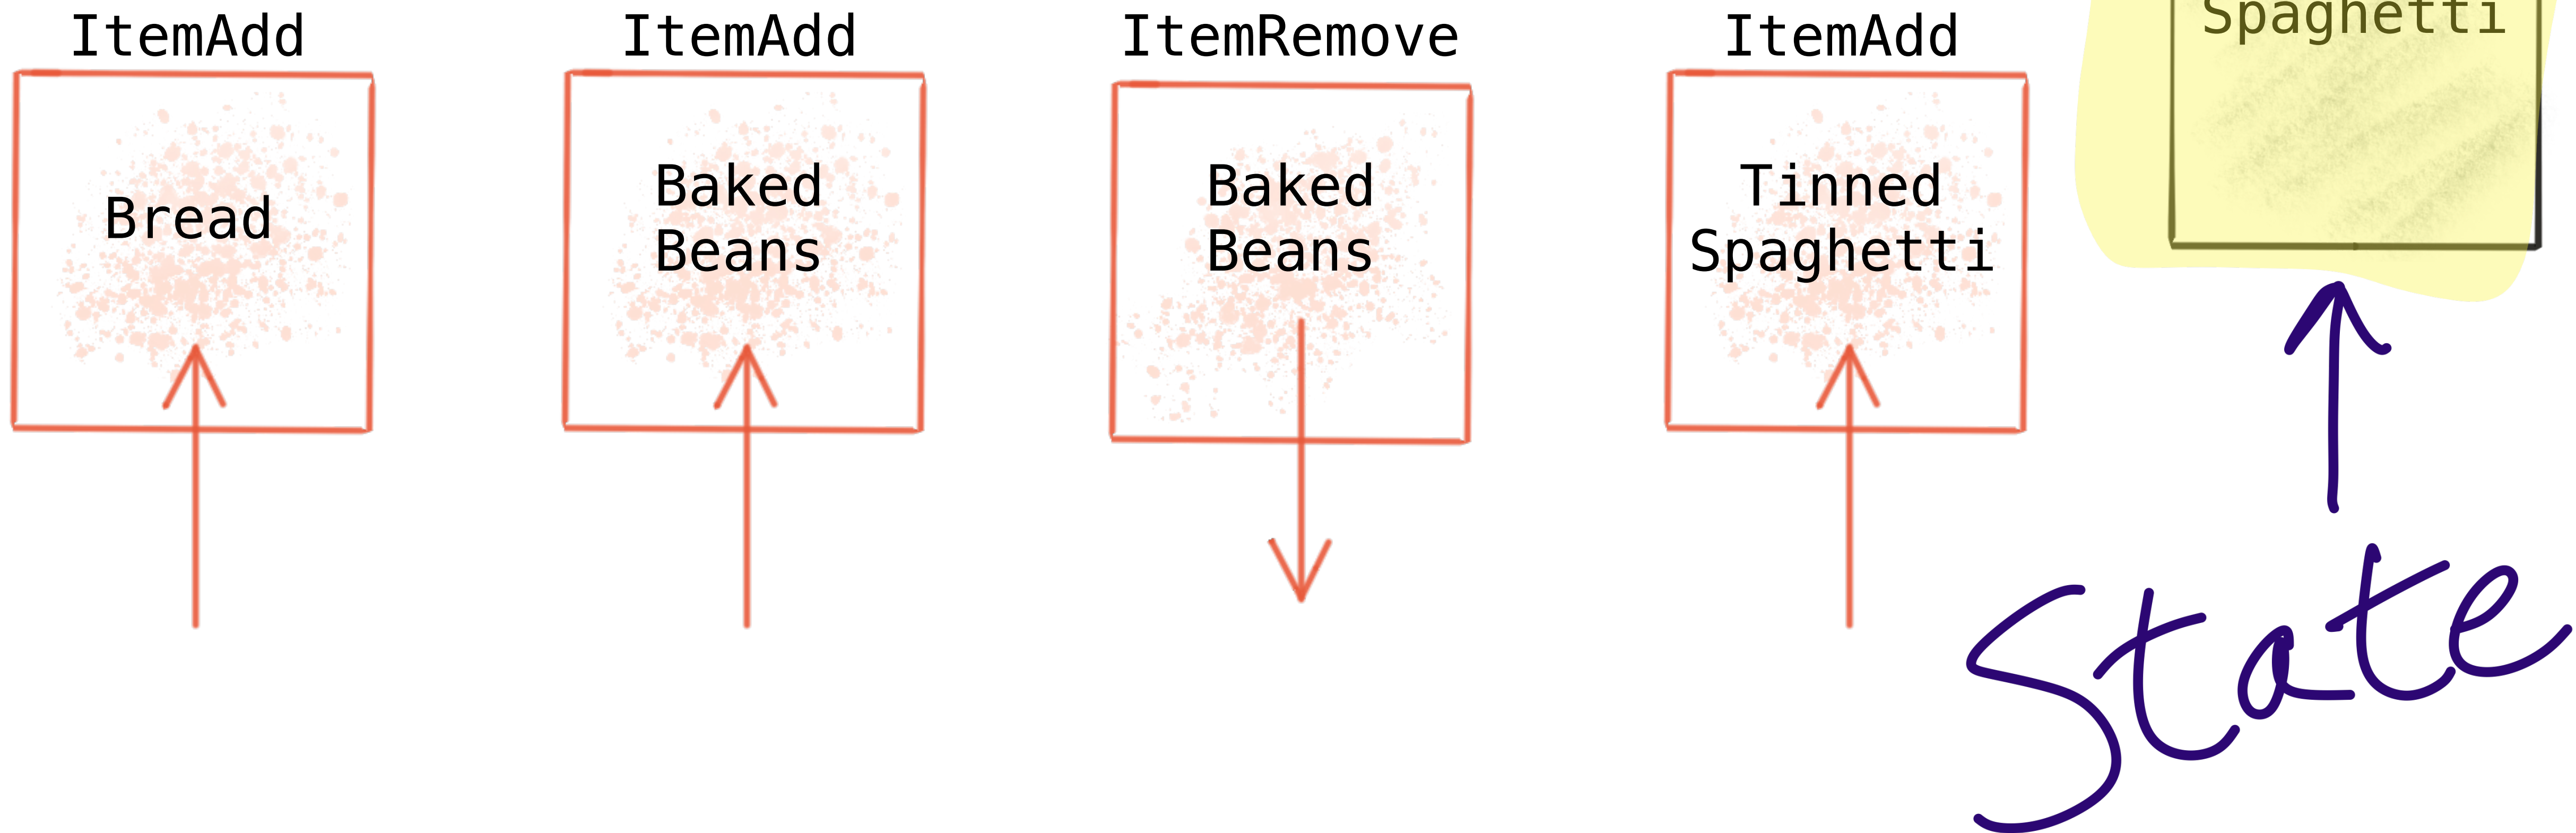 ItemAdd
ItemAdd
ItemRemove
ItemAdd
Spaghetti
Bread
Baked
Beans
Baked
Beans
Tinned
Spaghetti
State